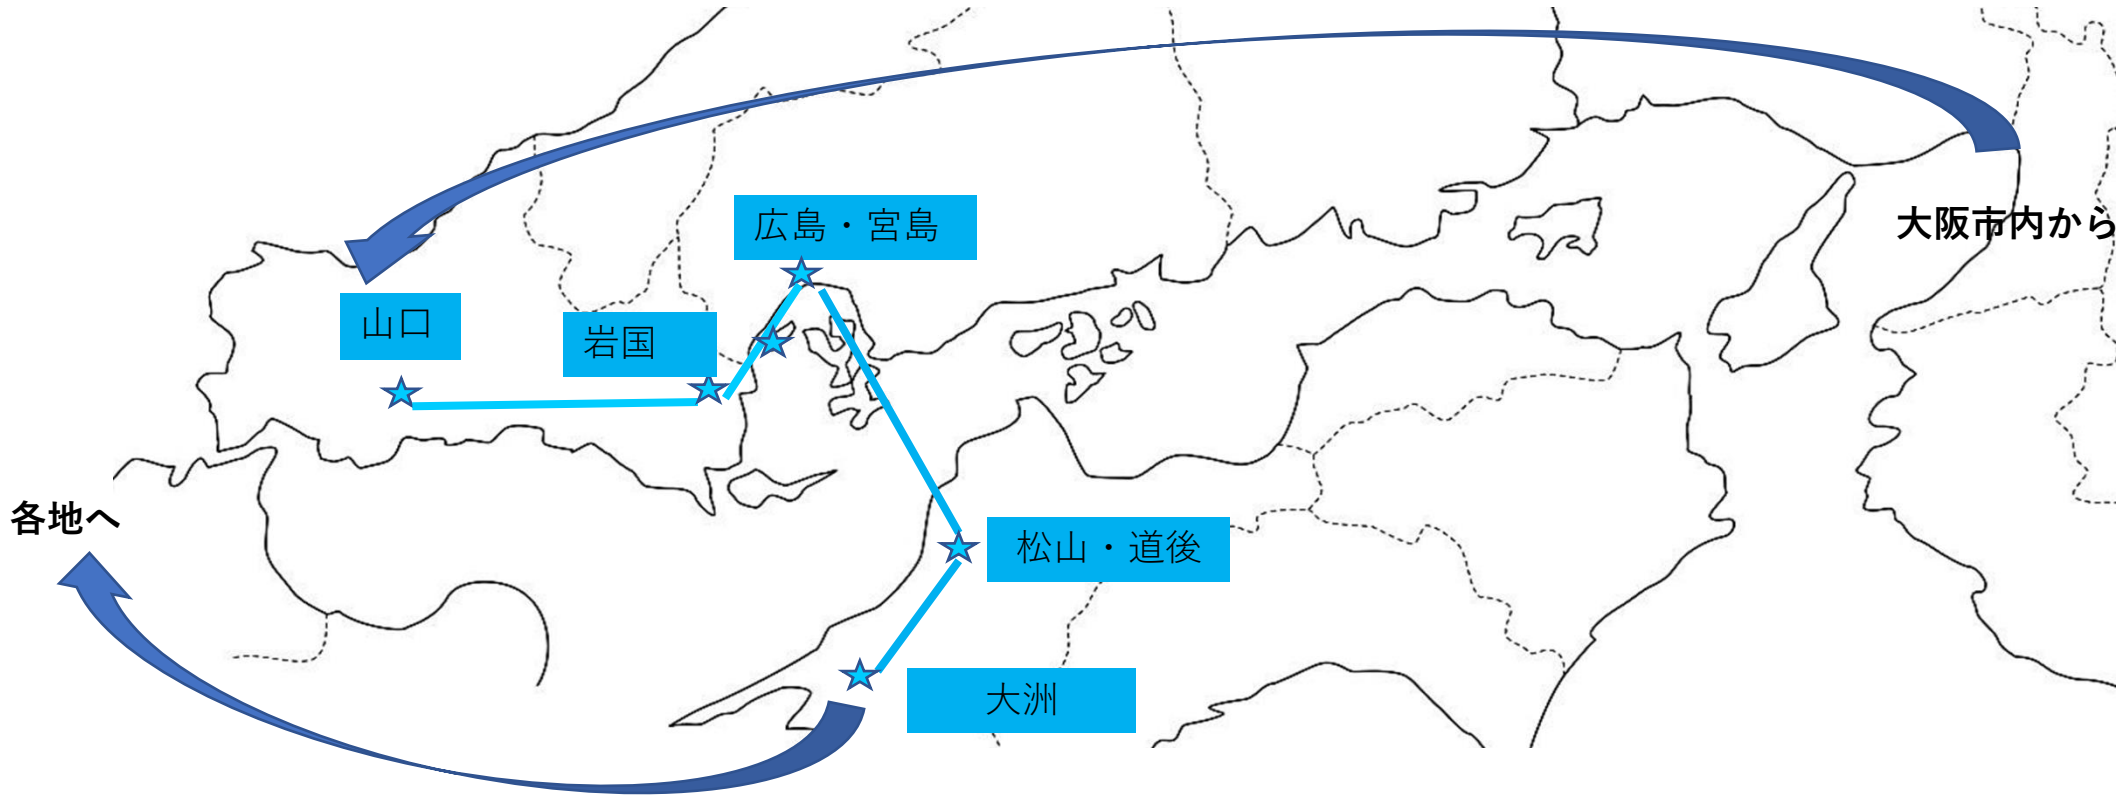 広島・宮島
大阪市内から
山口
岩国
各地へ
松山・道後
大洲